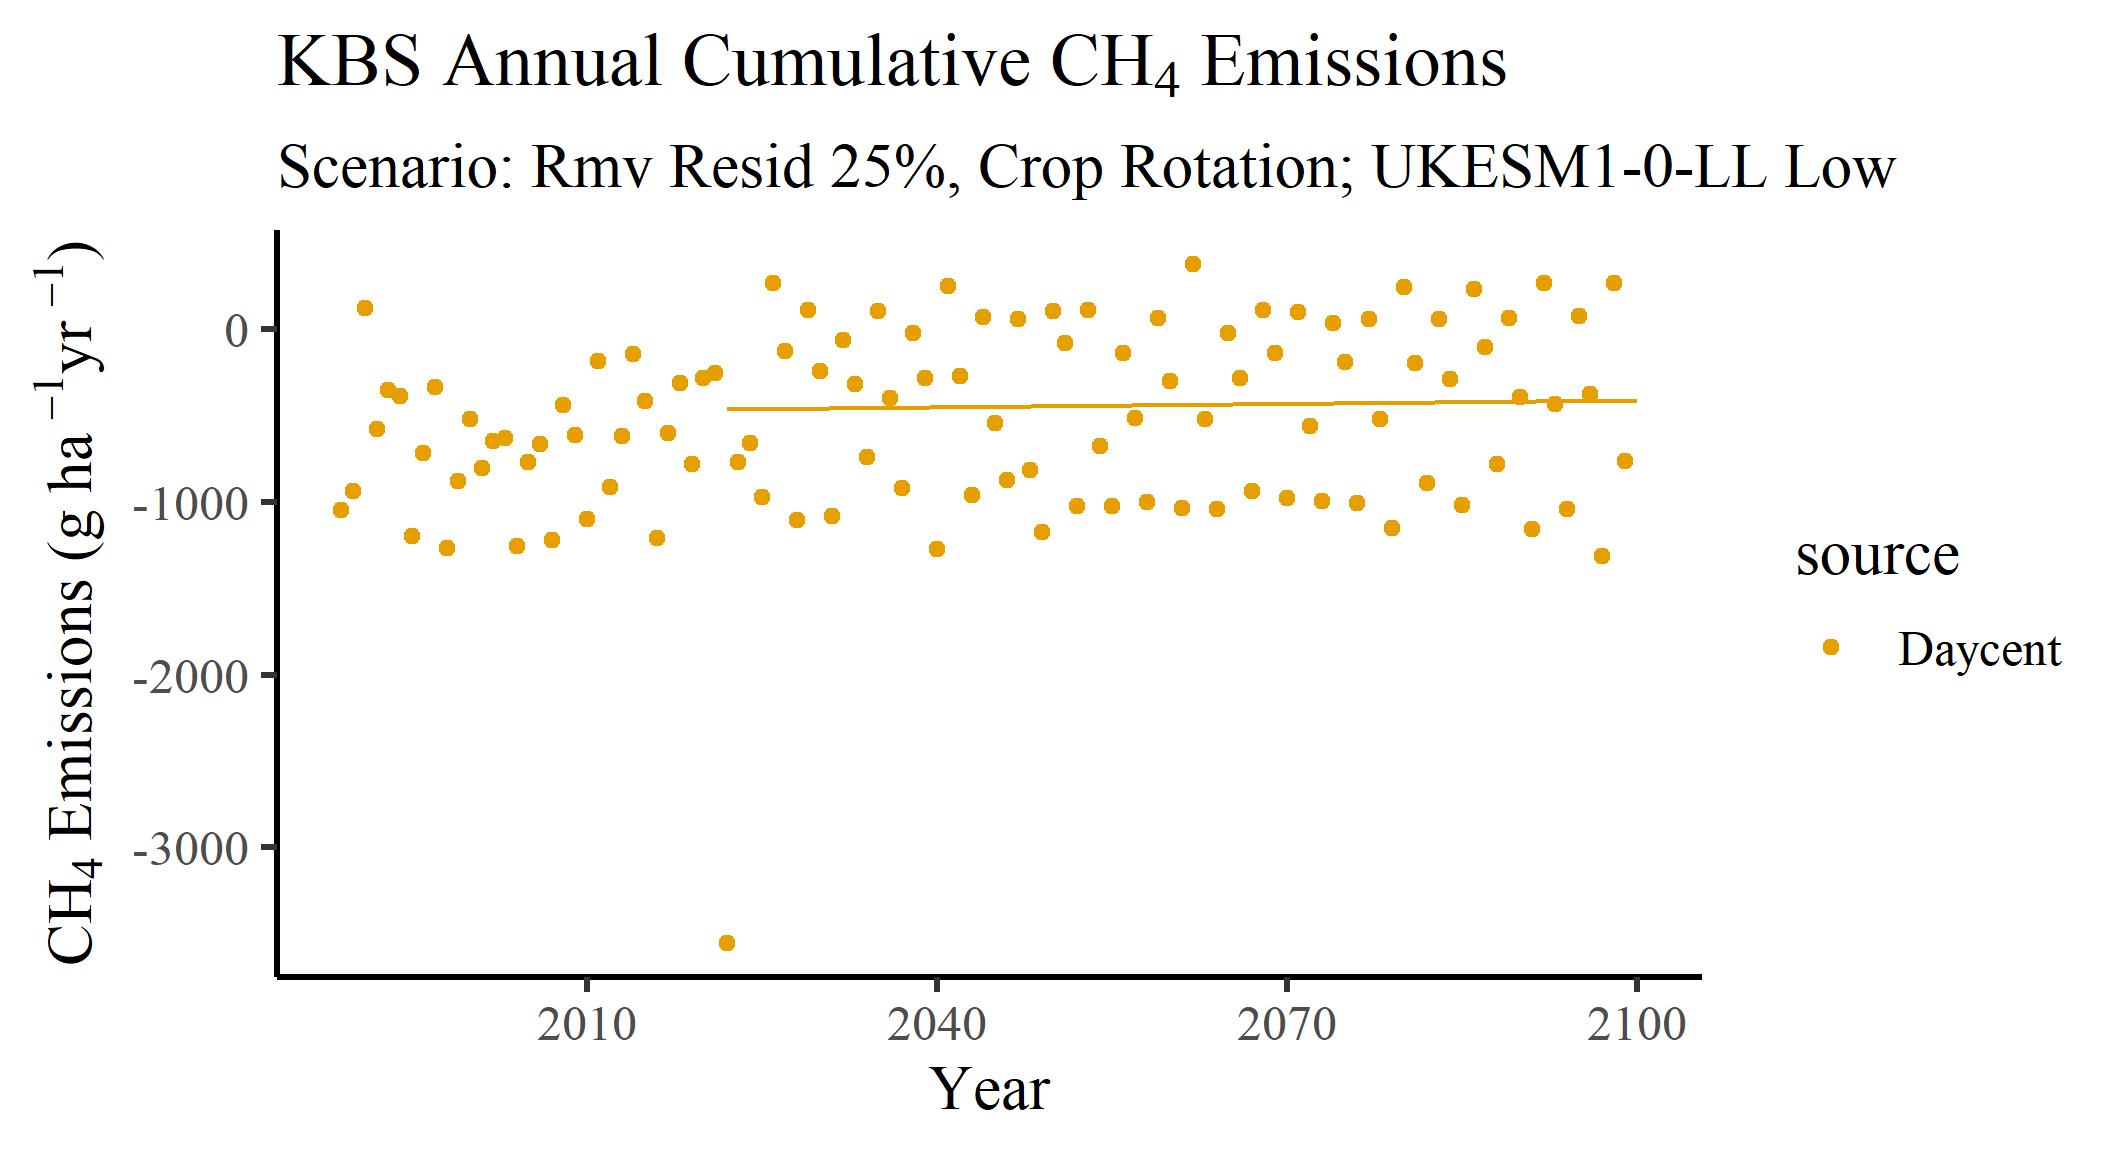 KBS Annual Cumulative CH₄ Emissions
Scenario: Rmv Resid 25%, Crop Rotation; UKESM1-0-LL Low
CH₄ Emissions (g ha ⁻¹yr ⁻¹)
0
-1000
-2000
-3000
2010 2040 2070 2100
Year
source
Daycent